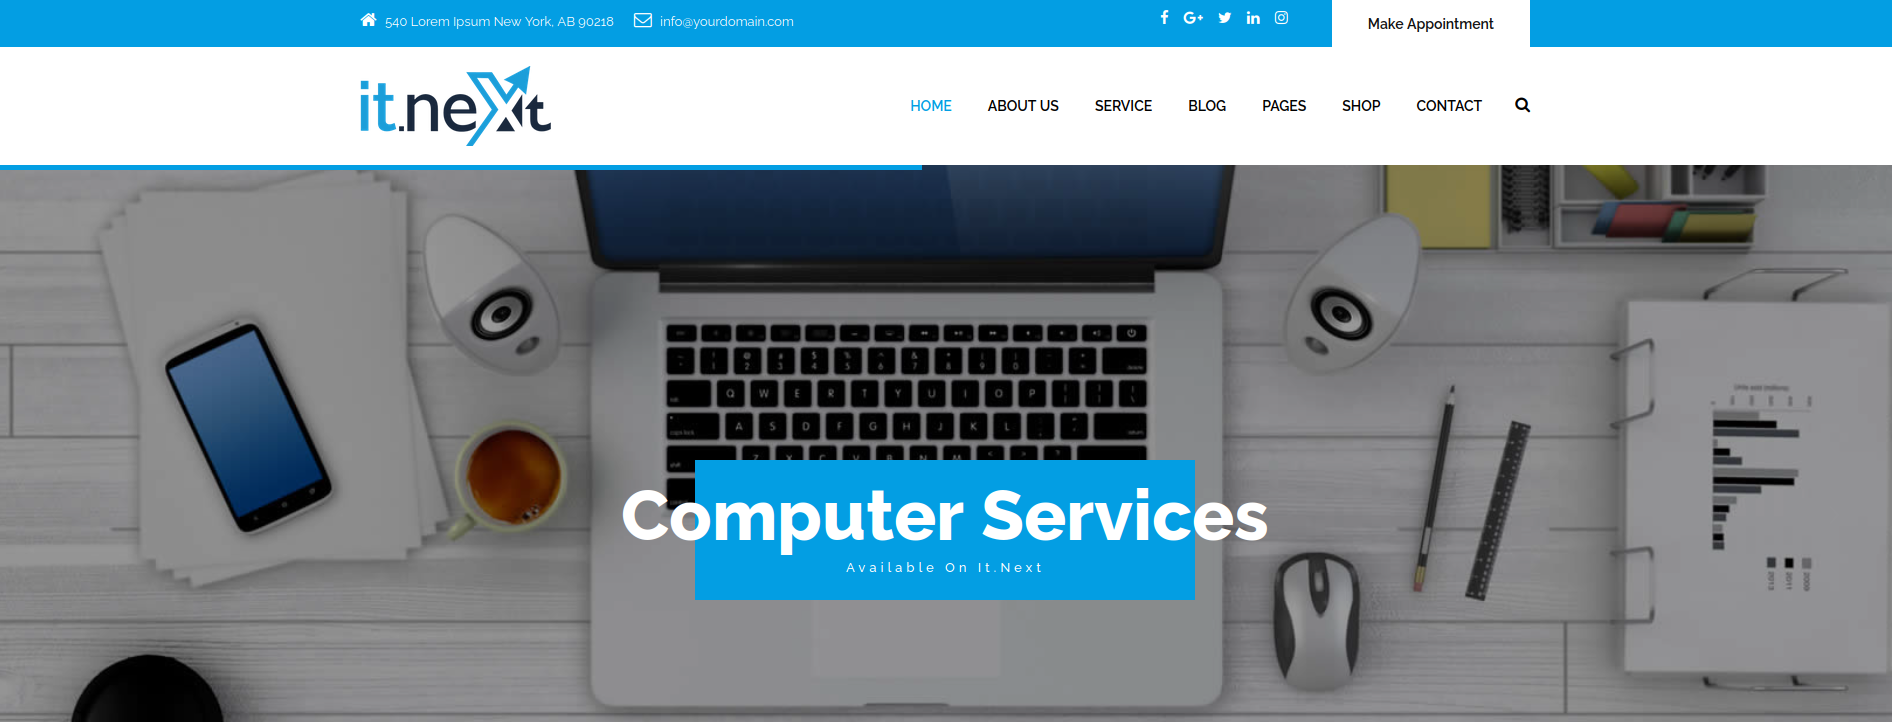 540 Lorem Ipsum New York, AB 90218 info@yourdomain.com
Make Appointment
it.next
HOME ABOUT US SERVICE BLOG PAGES SHOP CONTACT
Q W E R T Y U I O P
A S D F G H J K L
Z X C V B N M
Computer Services
Available On It.Next